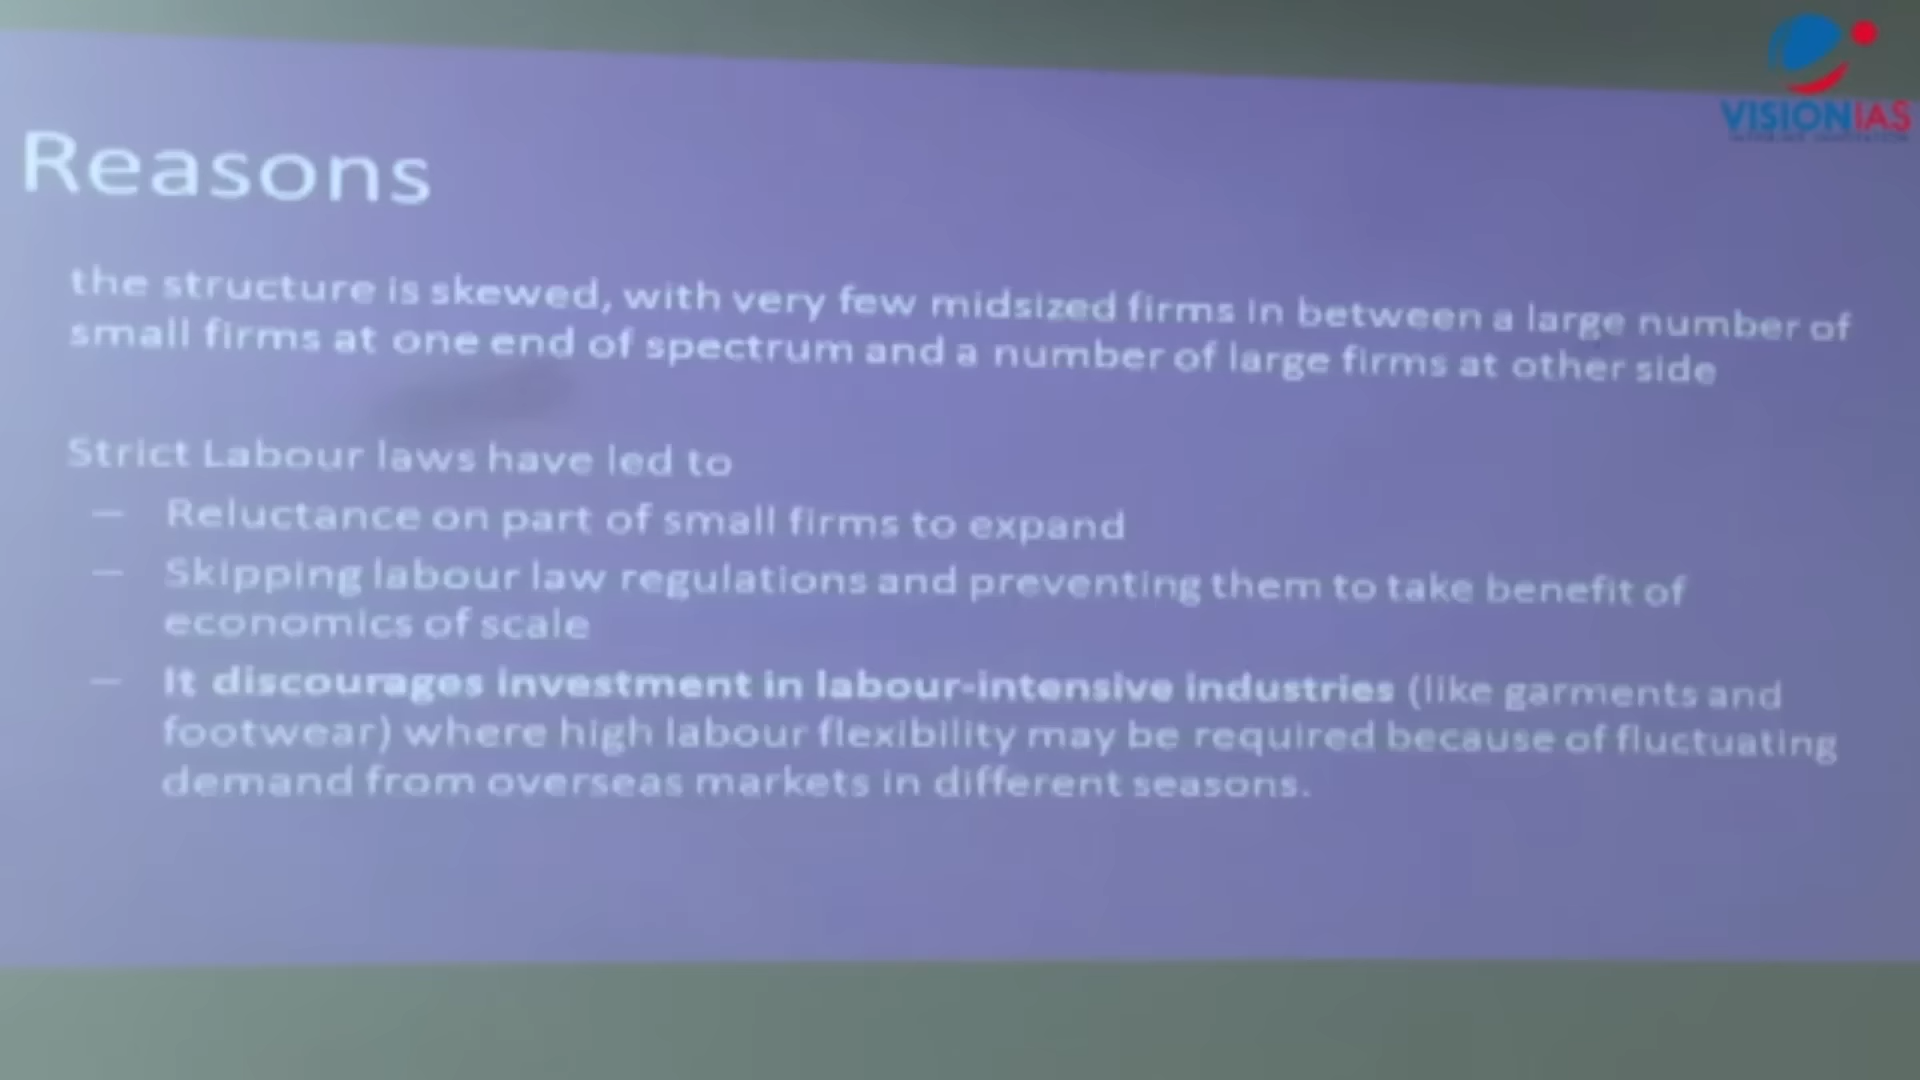 VISIONIAS
Reasons
the structure is skewed, with very few midsized firms in between a large number of
small firms at one end of spectrum and a number of large firms at other side
Strict Labour laws have led to
– Reluctance on part of small firms to expand
– Skipping labour law regulations and preventing them to take benefit of
economics of scale
– It discourages investment in labour-intensive industries (like garments and
footwear) where high labour flexibility may be required because of fluctuating
demand from overseas markets in different seasons.